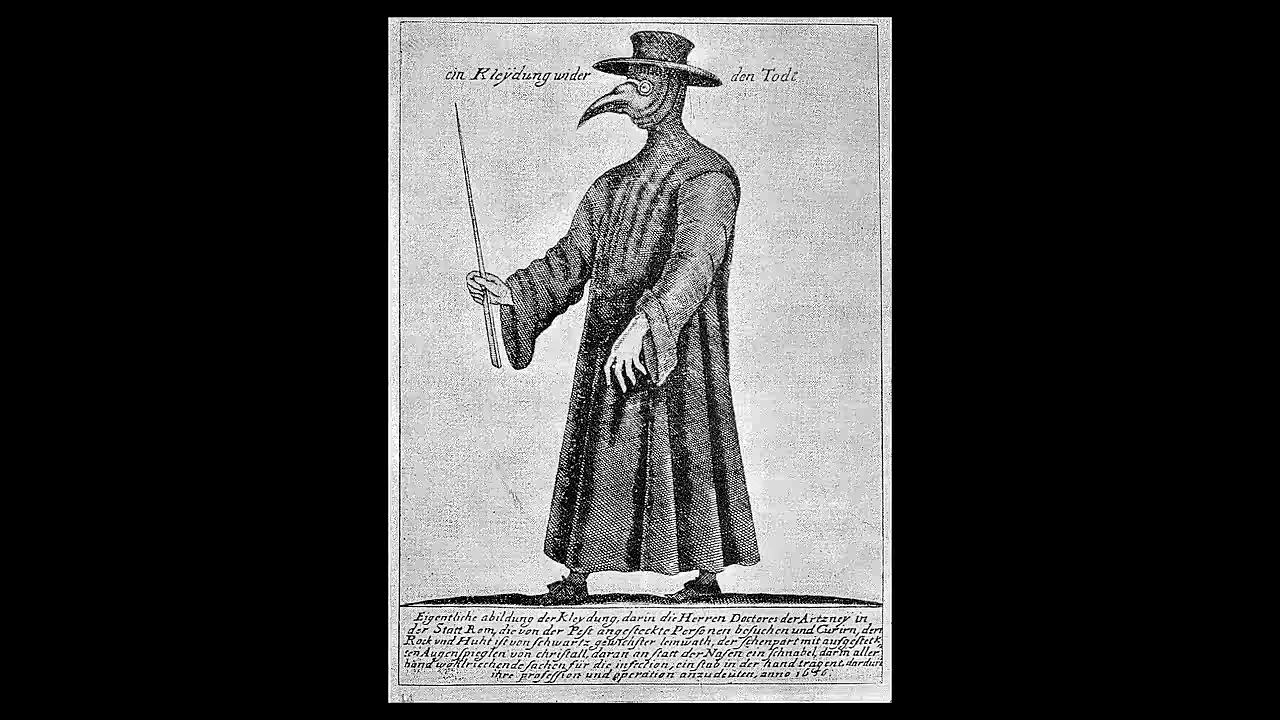 ein Kleÿdung wider den Tode
Eigentliche abildung der Kleydung, darin die Herren Doctores der Artzney in
der Statt Rom, die von der Pest angesteckte Personen besuchen und Curirn, der
Rock und Huht ist von schwartz gewixster leinwath, der schenpart mit aufgesteck
ten Augenspieglen von christall, daran an statt der Nasen ein schnabel, darin aller
hand wohlriechende sachen für die infection, ein stab in der hand tragent, dardurch
ihre profession und operation anzudeuten, anno 1656